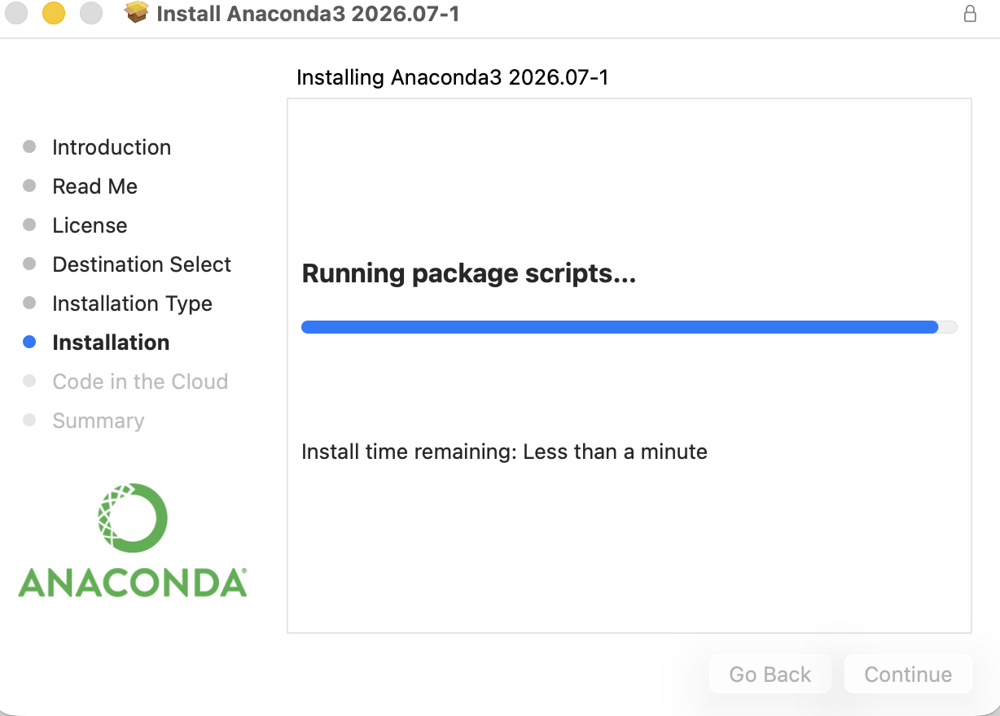 Install Anaconda3 2026.07-1
Installing Anaconda3 2026.07-1
Introduction
Read Me
License
Destination Select
Installation Type
Installation
Code in the Cloud
Summary
Running package scripts...
Install time remaining: Less than a minute
ANACONDA®
Go Back
Continue